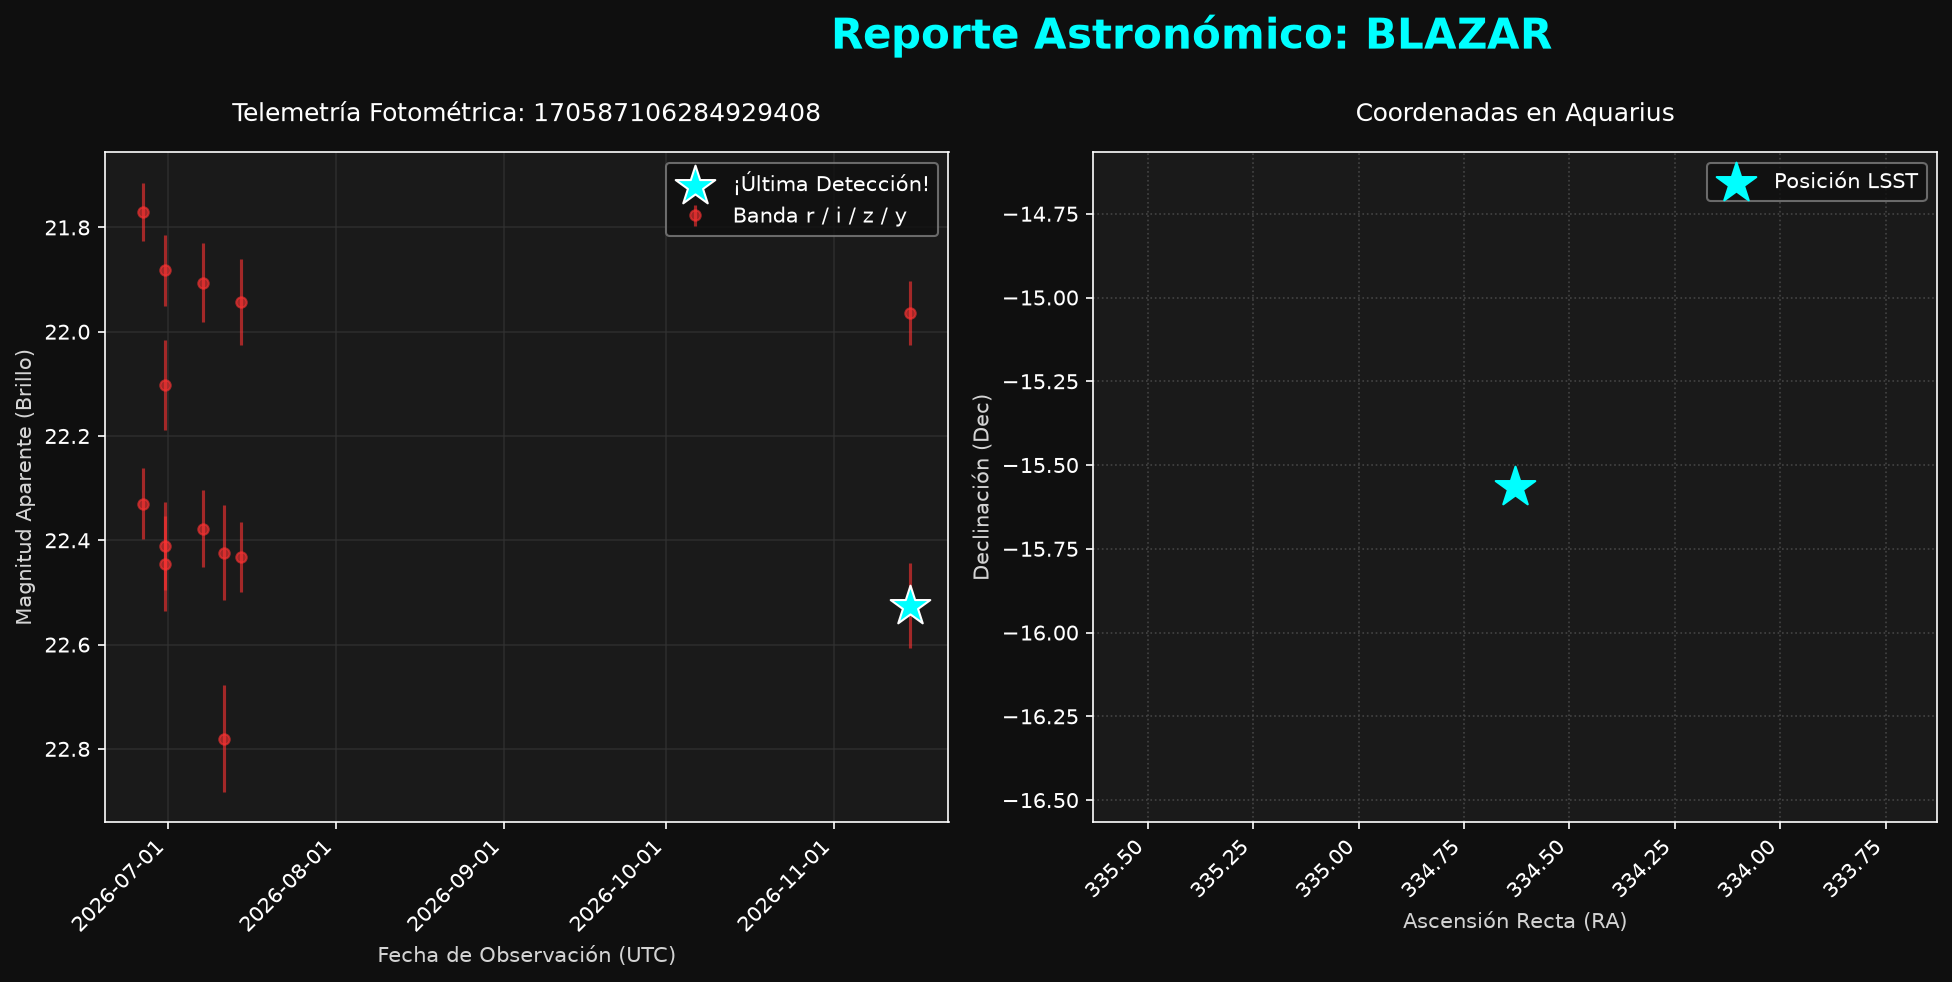 Reporte Astronómico: BLAZAR
Telemetría Fotométrica: 170587106284929408
¡Última Detección!
Banda r / i / z / y
Magnitud Aparente (Brillo)
21.8
22.0
22.2
22.4
22.6
22.8
2026-07-01
2026-08-01
2026-09-01
2026-10-01
2026-11-01
Fecha de Observación (UTC)
Coordenadas en Aquarius
Posición LSST
Declinación (Dec)
−14.75
−15.00
−15.25
−15.50
−15.75
−16.00
−16.25
−16.50
335.50
335.25
335.00
334.75
334.50
334.25
334.00
333.75
Ascensión Recta (RA)